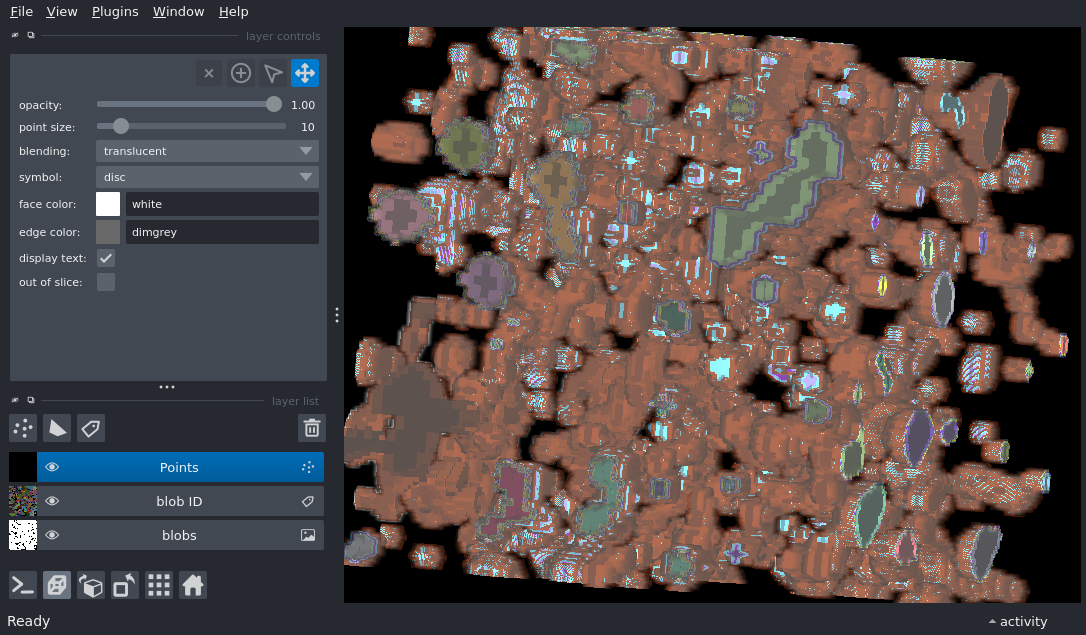 File View Plugins Window Help
layer controls
opacity: 1.00
point size: 10
blending: translucent
symbol: disc
face color: white
edge color: dimgrey
display text:
out of slice:
layer list
Points
blob ID
blobs
Ready activity